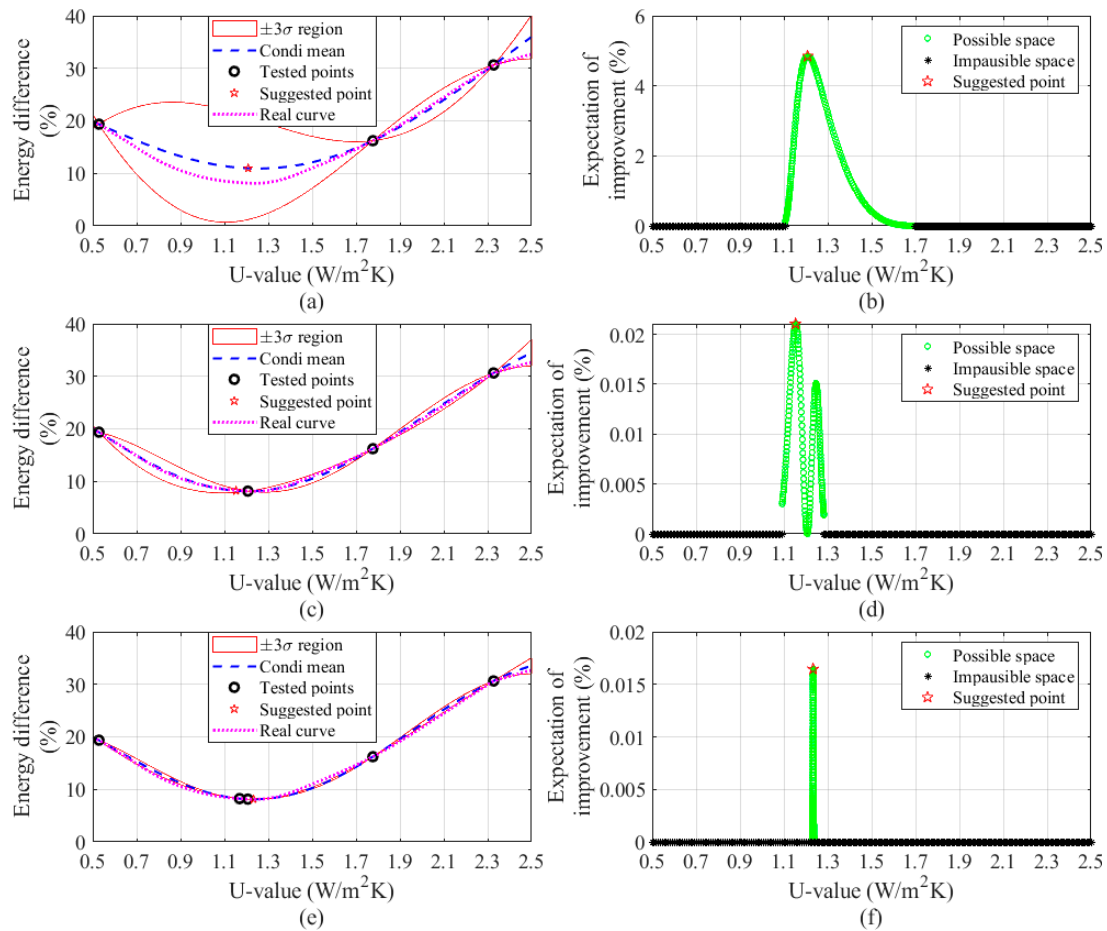 40
30
20
10
0
Energy difference
(%)
±3σ region
Condi mean
Tested points
Suggested point
Real curve
0.5 0.7 0.9 1.1 1.3 1.5 1.7 1.9 2.1 2.3 2.5
U-value (W/m²K)
(a)
6
4
2
0
Expectation of
improvement (%)
Possible space
Impausible space
Suggested point
0.5 0.7 0.9 1.1 1.3 1.5 1.7 1.9 2.1 2.3 2.5
U-value (W/m²K)
(b)
40
30
20
10
0
Energy difference
(%)
±3σ region
Condi mean
Tested points
Suggested point
Real curve
0.5 0.7 0.9 1.1 1.3 1.5 1.7 1.9 2.1 2.3 2.5
U-value (W/m²K)
(c)
0.02
0.015
0.01
0.005
0
Expectation of
improvement (%)
Possible space
Impausible space
Suggested point
0.5 0.7 0.9 1.1 1.3 1.5 1.7 1.9 2.1 2.3 2.5
U-value (W/m²K)
(d)
40
30
20
10
0
Energy difference
(%)
±3σ region
Condi mean
Tested points
Suggested point
Real curve
0.5 0.7 0.9 1.1 1.3 1.5 1.7 1.9 2.1 2.3 2.5
U-value (W/m²K)
(e)
0.02
0.015
0.01
0.005
0
Expectation of
improvement (%)
Possible space
Impausible space
Suggested point
0.5 0.7 0.9 1.1 1.3 1.5 1.7 1.9 2.1 2.3 2.5
U-value (W/m²K)
(f)